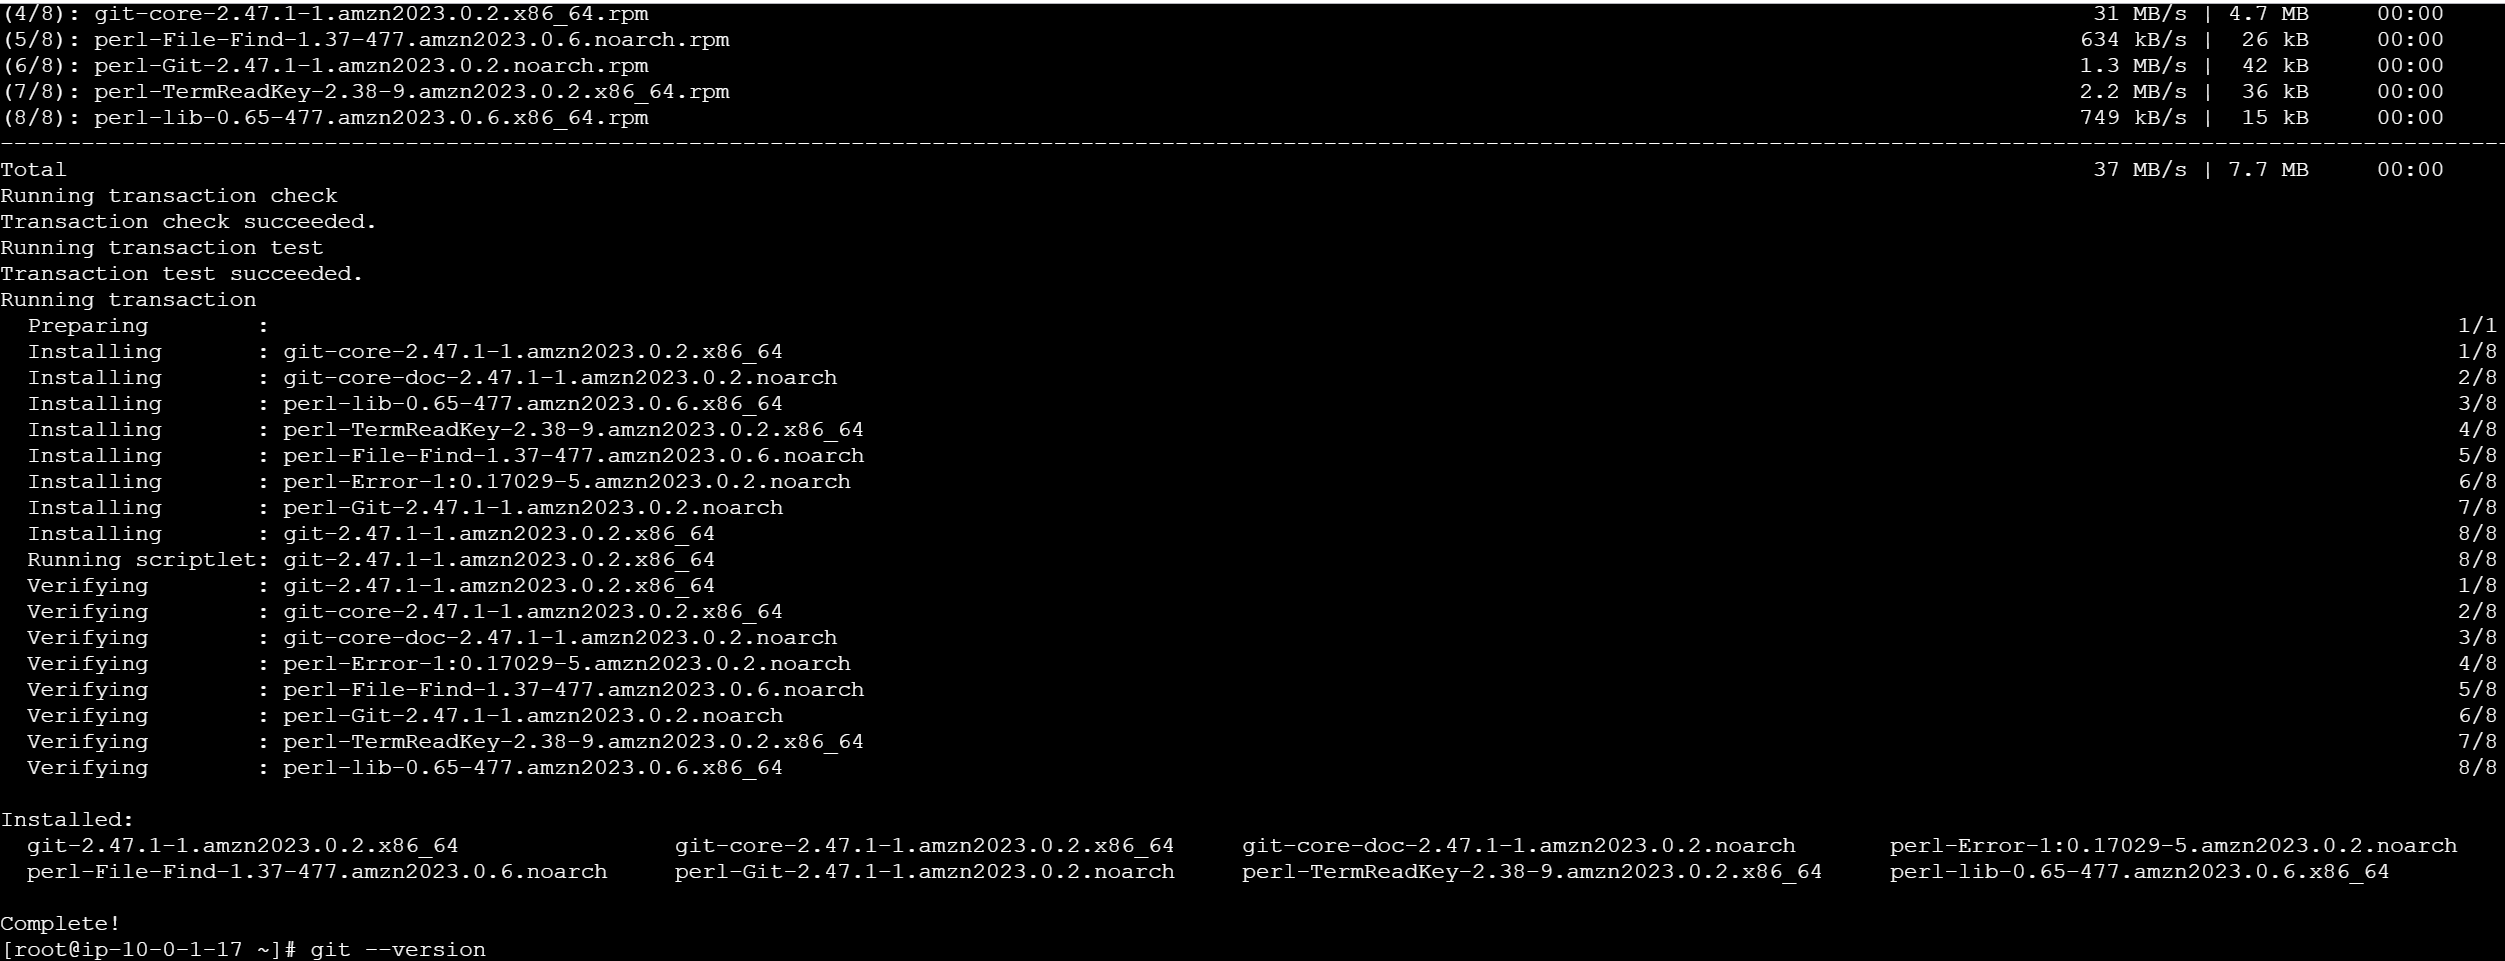 (4/8): git-core-2.47.1-1.amzn2023.0.2.x86_64.rpm 31 MB/s | 4.7 MB 00:00
(5/8): perl-File-Find-1.37-477.amzn2023.0.6.noarch.rpm 634 kB/s | 26 kB 00:00
(6/8): perl-Git-2.47.1-1.amzn2023.0.2.noarch.rpm 1.3 MB/s | 42 kB 00:00
(7/8): perl-TermReadKey-2.38-9.amzn2023.0.2.x86_64.rpm 2.2 MB/s | 36 kB 00:00
(8/8): perl-lib-0.65-477.amzn2023.0.6.x86_64.rpm 749 kB/s | 15 kB 00:00
--------------------------------------------------------------------------------
Total 37 MB/s | 7.7 MB 00:00
Running transaction check
Transaction check succeeded.
Running transaction test
Transaction test succeeded.
Running transaction
  Preparing        : 1/1
  Installing       : git-core-2.47.1-1.amzn2023.0.2.x86_64 1/8
  Installing       : git-core-doc-2.47.1-1.amzn2023.0.2.noarch 2/8
  Installing       : perl-lib-0.65-477.amzn2023.0.6.x86_64 3/8
  Installing       : perl-TermReadKey-2.38-9.amzn2023.0.2.x86_64 4/8
  Installing       : perl-File-Find-1.37-477.amzn2023.0.6.noarch 5/8
  Installing       : perl-Error-1:0.17029-5.amzn2023.0.2.noarch 6/8
  Installing       : perl-Git-2.47.1-1.amzn2023.0.2.noarch 7/8
  Installing       : git-2.47.1-1.amzn2023.0.2.x86_64 8/8
  Running scriptlet: git-2.47.1-1.amzn2023.0.2.x86_64 8/8
  Verifying        : git-2.47.1-1.amzn2023.0.2.x86_64 1/8
  Verifying        : git-core-2.47.1-1.amzn2023.0.2.x86_64 2/8
  Verifying        : git-core-doc-2.47.1-1.amzn2023.0.2.noarch 3/8
  Verifying        : perl-Error-1:0.17029-5.amzn2023.0.2.noarch 4/8
  Verifying        : perl-File-Find-1.37-477.amzn2023.0.6.noarch 5/8
  Verifying        : perl-Git-2.47.1-1.amzn2023.0.2.noarch 6/8
  Verifying        : perl-TermReadKey-2.38-9.amzn2023.0.2.x86_64 7/8
  Verifying        : perl-lib-0.65-477.amzn2023.0.6.x86_64 8/8

Installed:
  git-2.47.1-1.amzn2023.0.2.x86_64 git-core-2.47.1-1.amzn2023.0.2.x86_64 git-core-doc-2.47.1-1.amzn2023.0.2.noarch perl-Error-1:0.17029-5.amzn2023.0.2.noarch
  perl-File-Find-1.37-477.amzn2023.0.6.noarch perl-Git-2.47.1-1.amzn2023.0.2.noarch perl-TermReadKey-2.38-9.amzn2023.0.2.x86_64 perl-lib-0.65-477.amzn2023.0.6.x86_64

Complete!
[root@ip-10-0-1-17 ~]# git --version